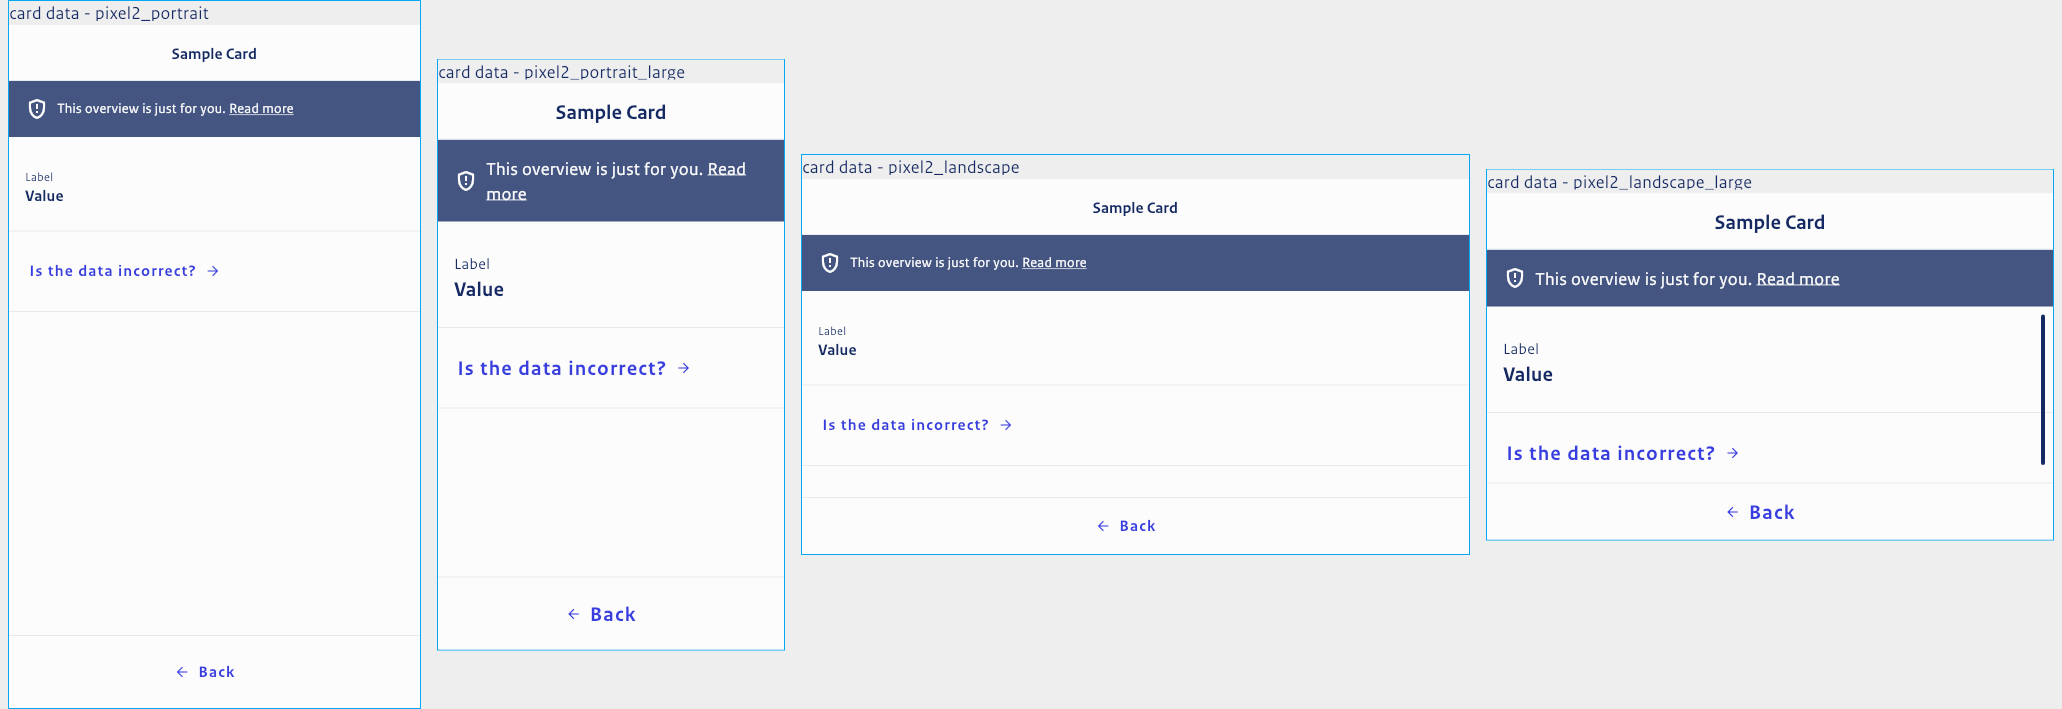 card data - pixel2_portrait
Sample Card
This overview is just for you. Read more
Label
Value
Is the data incorrect?
Back
card data - pixel2_portrait_large
Sample Card
This overview is just for you. Read
more
Label
Value
Is the data incorrect?
Back
card data - pixel2_landscape
Sample Card
This overview is just for you. Read more
Label
Value
Is the data incorrect?
Back
card data - pixel2_landscape_large
Sample Card
This overview is just for you. Read more
Label
Value
Is the data incorrect?
Back